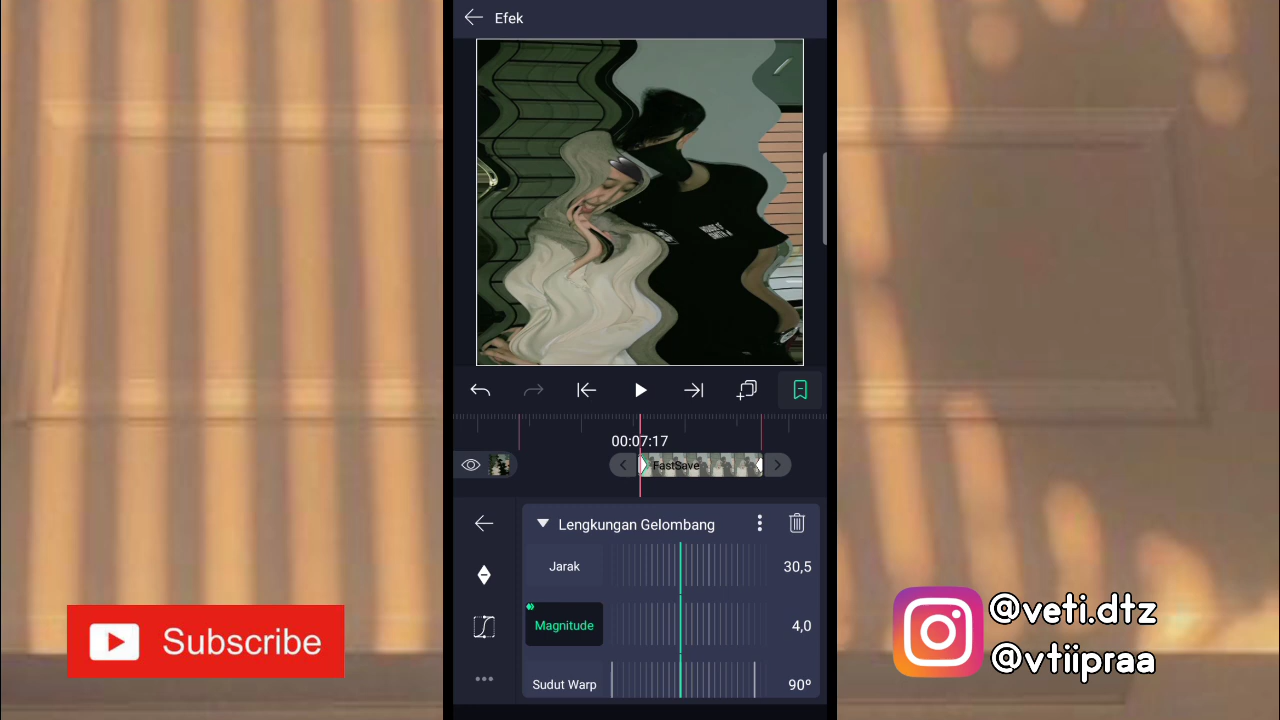 Efek
00:07:17
FastSave
Lengkungan Gelombang
Jarak
30,5
Magnitude
4,0
Sudut Warp
90º
Subscribe
@veti.dtz
@vtiipraa